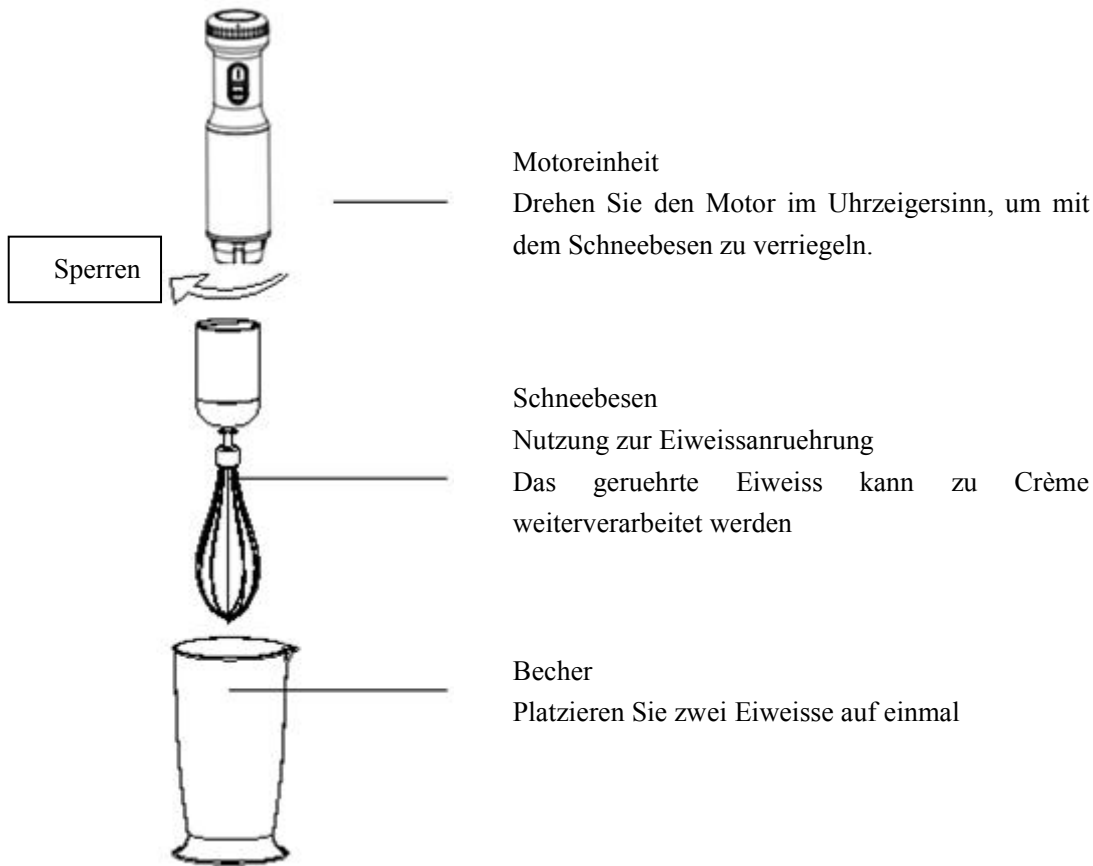 Motoreinheit
Drehen Sie den Motor im Uhrzeigersinn, um mit
dem Schneebesen zu verriegeln.
Sperren
Schneebesen
Nutzung zur Eiweissanruehrung
Das geruehrte Eiweiss kann zu Crème
weiterverarbeitet werden
Becher
Platzieren Sie zwei Eiweisse auf einmal